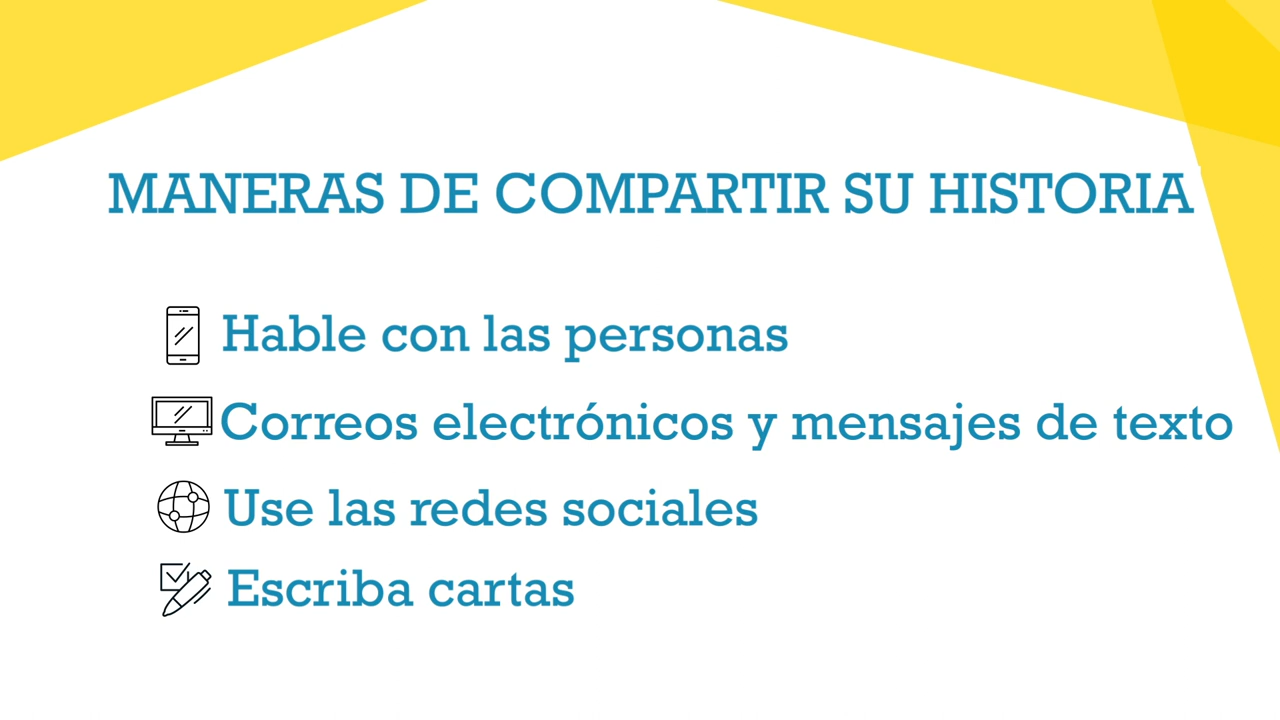 MANERAS DE COMPARTIR SU HISTORIA
Hable con las personas
Correos electrónicos y mensajes de texto
Use las redes sociales
Escriba cartas